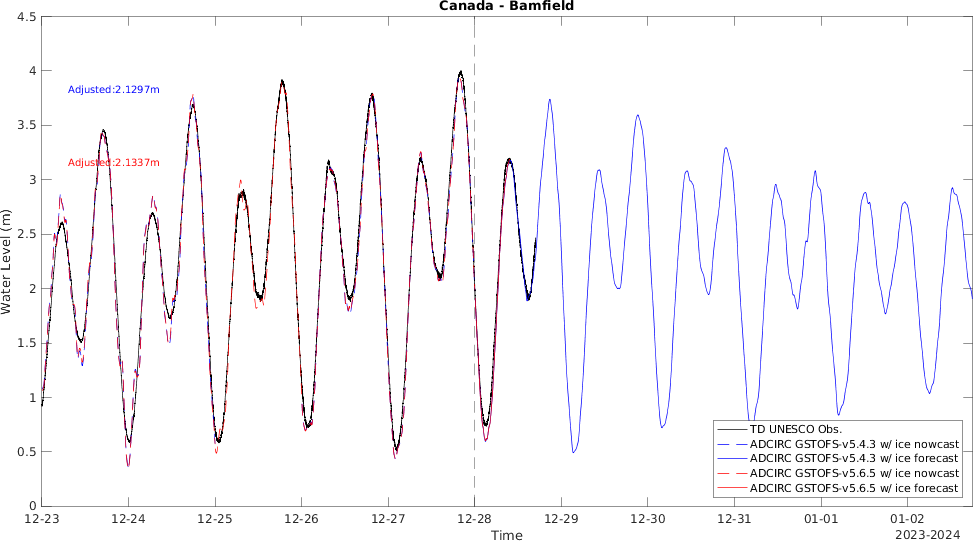 Canada - Bamfield
4.5
4
3.5
3
2.5
2
1.5
1
0.5
0
Water Level (m)
Adjusted:2.1297m
Adjusted:2.1337m
TD UNESCO Obs.
ADCIRC GSTOFS-v5.4.3 w/ ice nowcast
ADCIRC GSTOFS-v5.4.3 w/ ice forecast
ADCIRC GSTOFS-v5.6.5 w/ ice nowcast
ADCIRC GSTOFS-v5.6.5 w/ ice forecast
12-23 12-24 12-25 12-26 12-27 12-28 12-29 12-30 12-31 01-01 01-02
Time
2023-2024